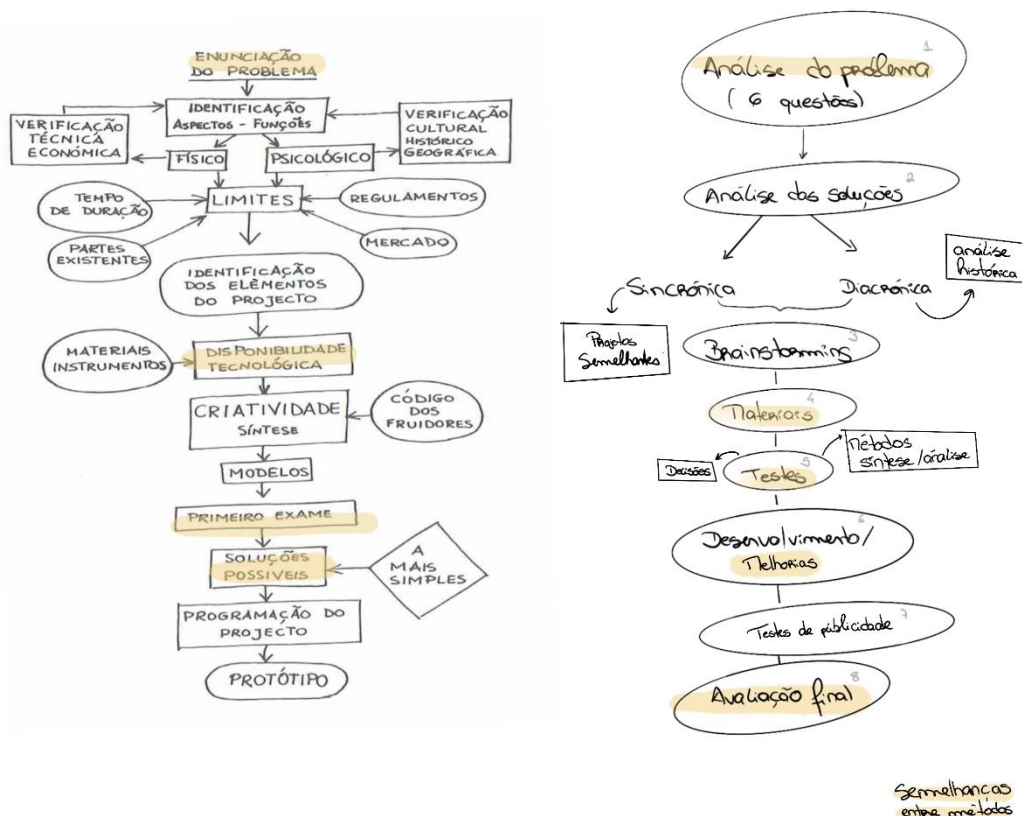 ENUNCIAÇÃO
DO PROBLEMA
IDENTIFICAÇÃO
ASPECTOS - FUNÇÕES
VERIFICAÇÃO
TÉCNICA
ECONÓMICA
VERIFICAÇÃO
CULTURAL
HISTÓRICO
GEOGRÁFICA
FÍSICO
PSICOLÓGICO
TEMPO
DE DURAÇÃO
LIMITES
REGULAMENTOS
PARTES
EXISTENTES
MERCADO
IDENTIFICAÇÃO
DOS ELEMENTOS
DO PROJECTO
MATERIAIS
INSTRUMENTOS
DISPONIBILIDADE
TECNOLÓGICA
CRIATIVIDADE
SÍNTESE
CÓDIGO
DOS
FRUIDORES
MODELOS
PRIMEIRO EXAME
SOLUÇÕES
POSSIVEIS
A
MAIS
SIMPLES
PROGRAMAÇÃO DO
PROJECTO
PROTÓTIPO
1
Análise do problema
(6 questões)
2
Análise das soluções
análise
histórica
Sincrónica
Diacrónica
Projetos
Semelhantes
3
Brainstorming
4
Materiais
5
Testes
Decisões
Métodos
síntese/análise
6
Desenvolvimento/
Melhorias
7
Testes de públicidade
8
Avaliação final
Semelhanças
entre métodos